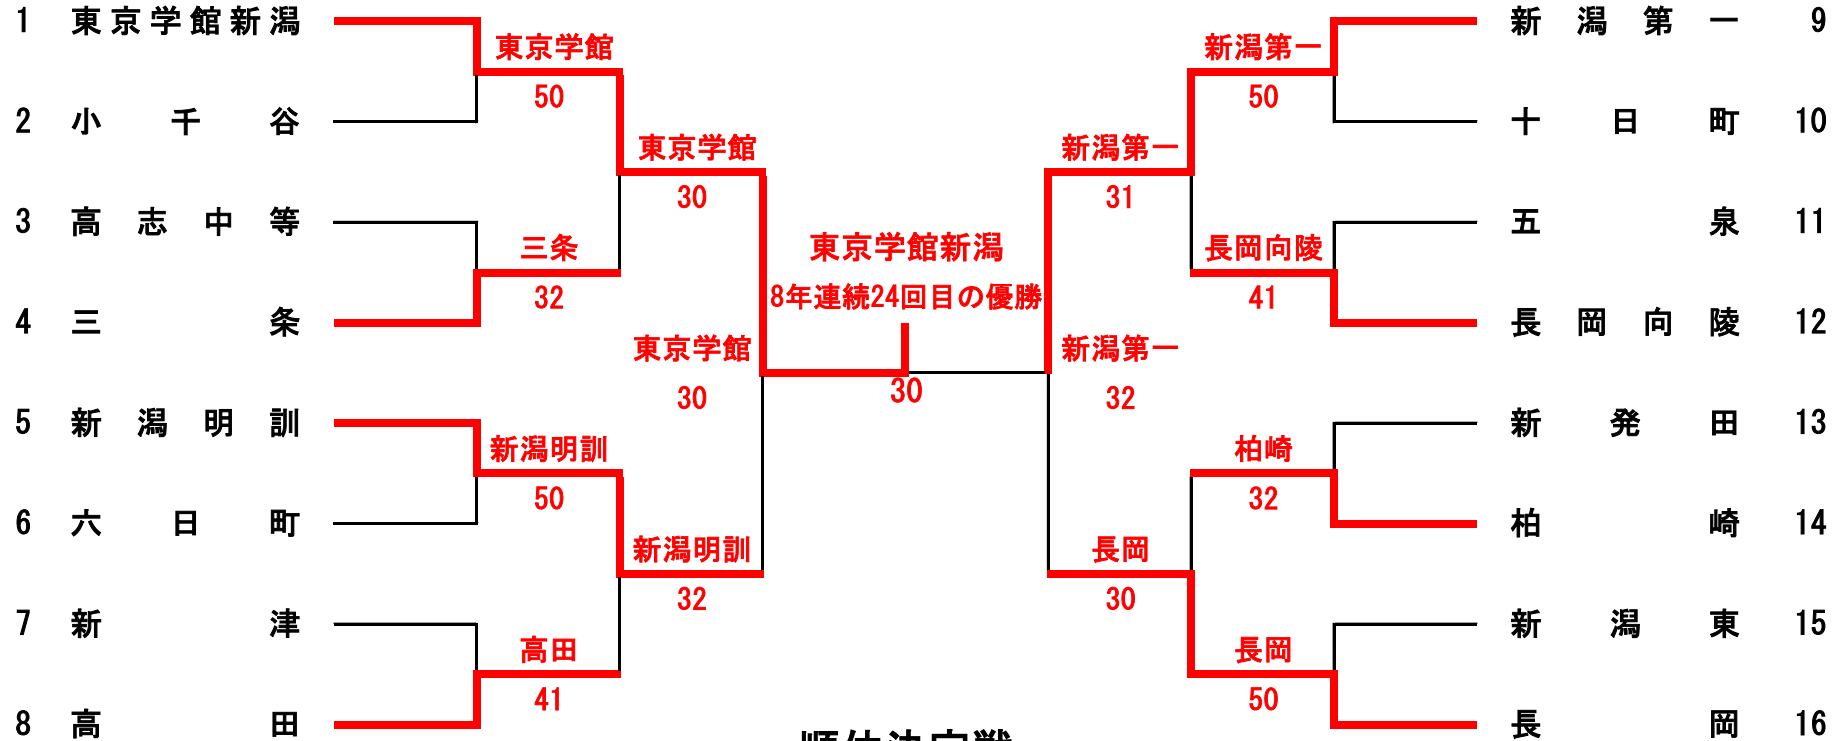 1 東京学館新潟
東京学館
50
2 小千谷
東京学館
30
3 高志中等
三条
32
4 三条
東京学館新潟
8年連続24回目の優勝
30
東京学館
30
5 新潟明訓
新潟明訓
50
6 六日町
新潟明訓
32
7 新津
高田
41
8 高田
新潟第一 9
新潟第一
50
十日町 10
新潟第一
31
五泉 11
長岡向陵
41
長岡向陵 12
新潟第一
32
新発田 13
柏崎
32
柏崎 14
長岡
30
新潟東 15
長岡
50
長岡 16
順位決定戦